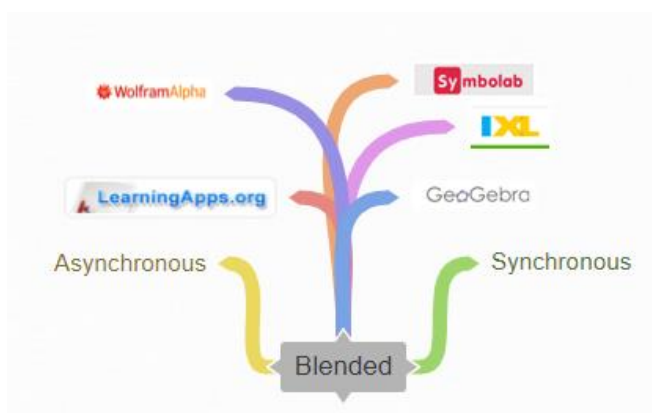 Symbolab
WolframAlpha
IXL
LearningApps.org
GeoGebra
Asynchronous
Synchronous
Blended